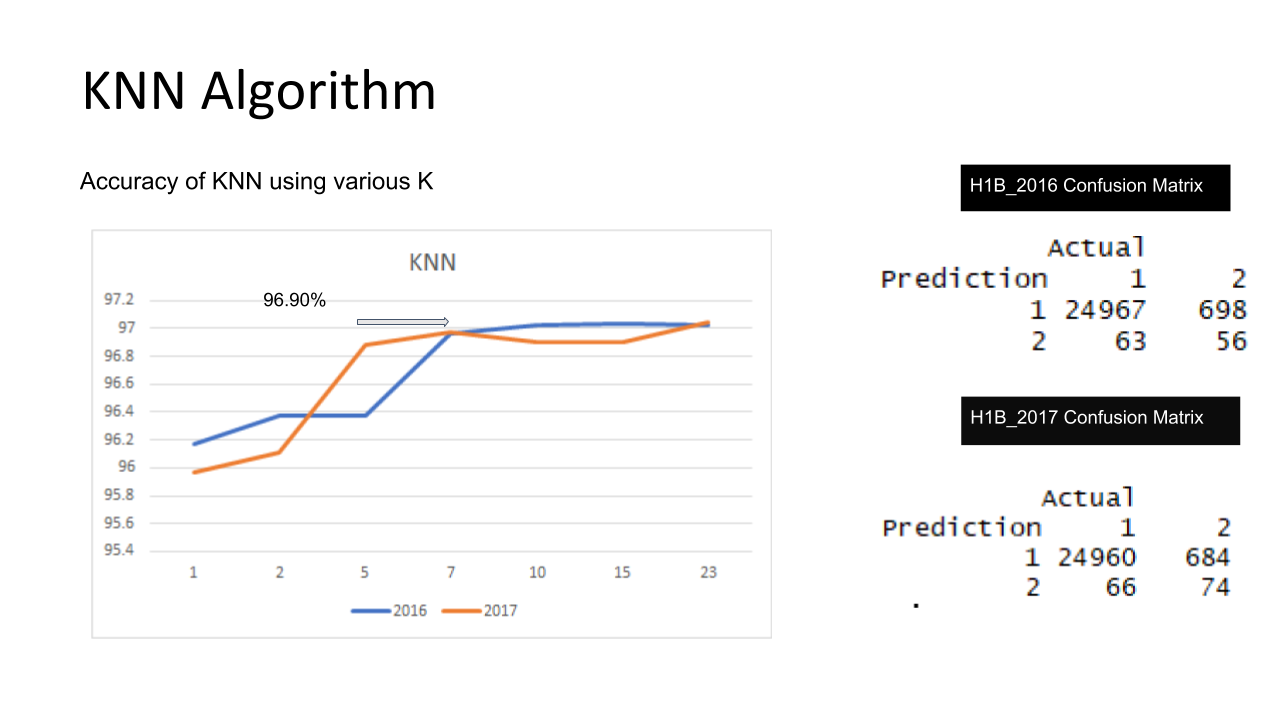 KNN Algorithm
Accuracy of KNN using various K
KNN
96.90%
97.2
97
96.8
96.6
96.4
96.2
96
95.8
95.6
95.4
1 2 5 7 10 15 23
2016 2017
H1B_2016 Confusion Matrix
Actual
Prediction 1 2
1 24967 698
2 63 56
H1B_2017 Confusion Matrix
Actual
Prediction 1 2
1 24960 684
2 66 74
.